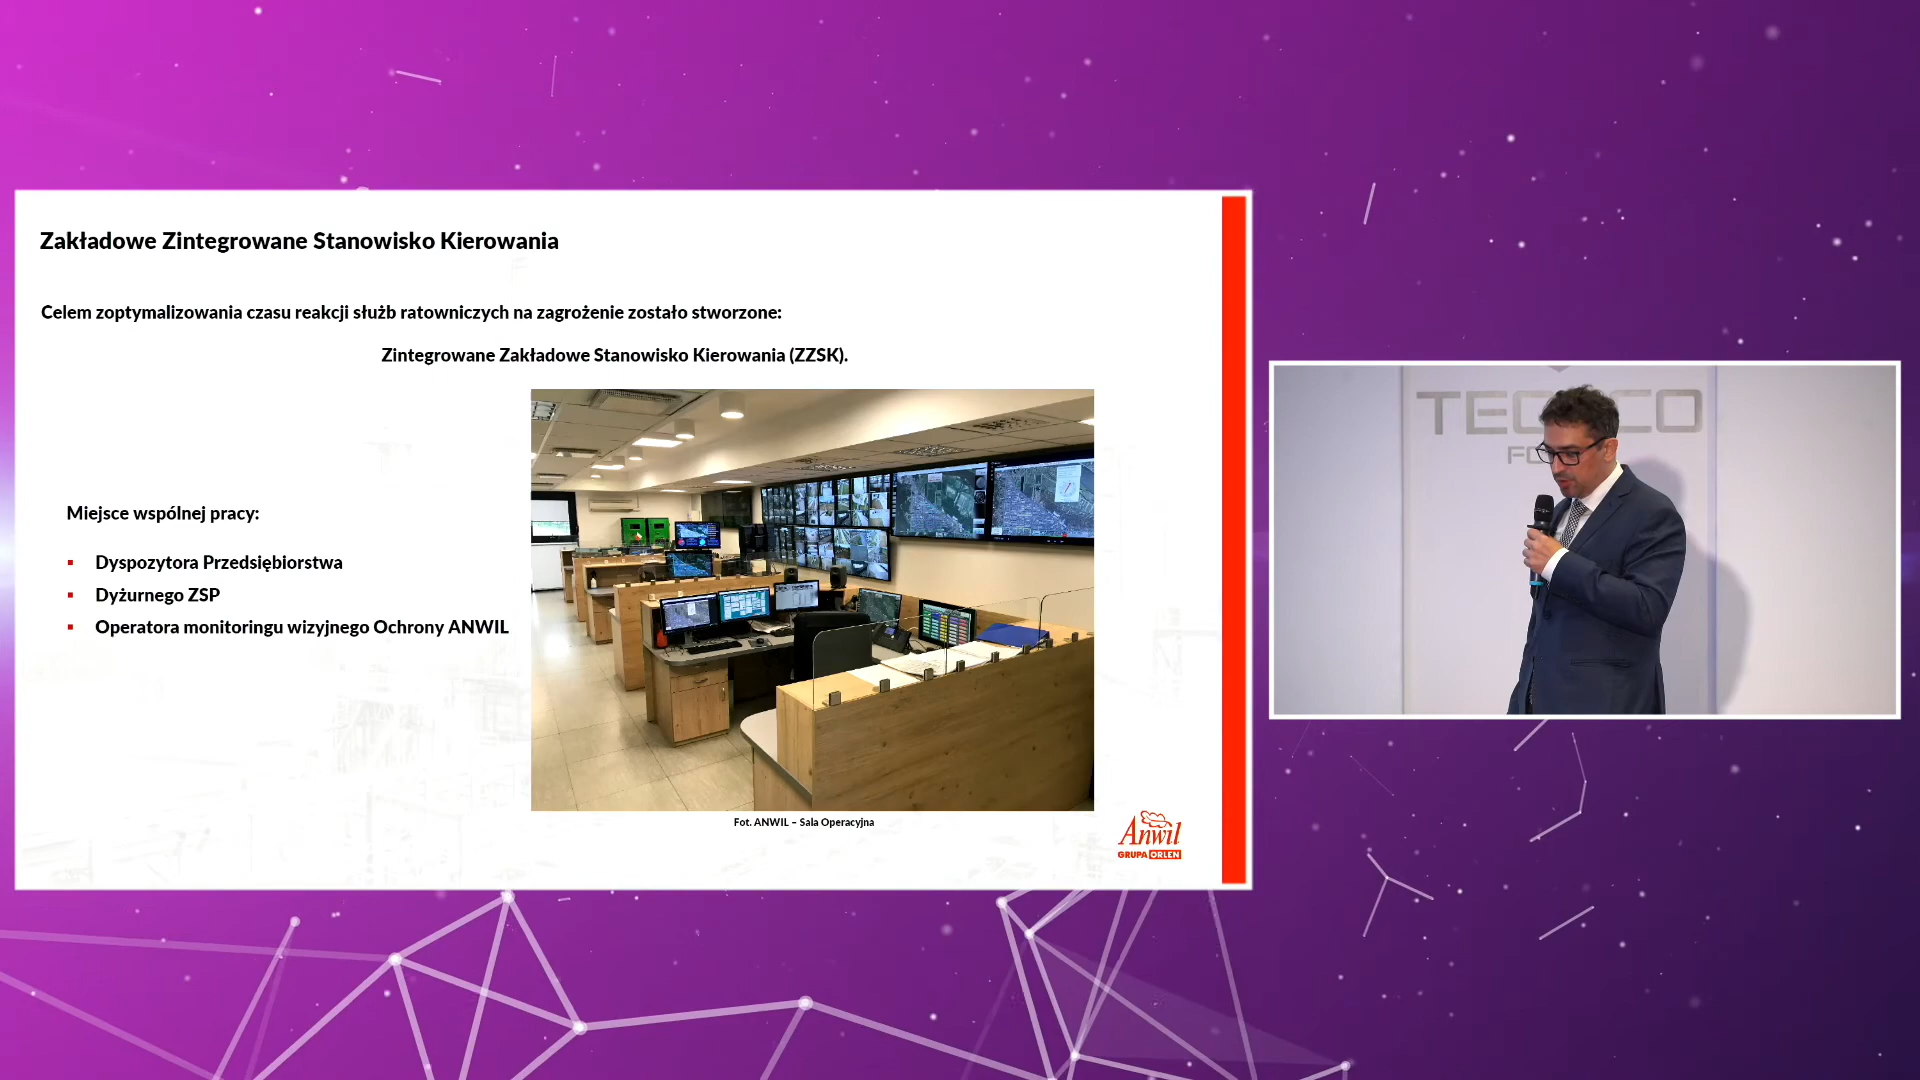 Zakładowe Zintegrowane Stanowisko Kierowania
Celem zoptymalizowania czasu reakcji służb ratowniczych na zagrożenie zostało stworzone:
Zintegrowane Zakładowe Stanowisko Kierowania (ZZSK).
Miejsce wspólnej pracy:
▪ Dyspozytora Przedsiębiorstwa
▪ Dyżurnego ZSP
▪ Operatora monitoringu wizyjnego Ochrony ANWIL
Fot. ANWIL – Sala Operacyjna
Anwil
GRUPA ORLEN